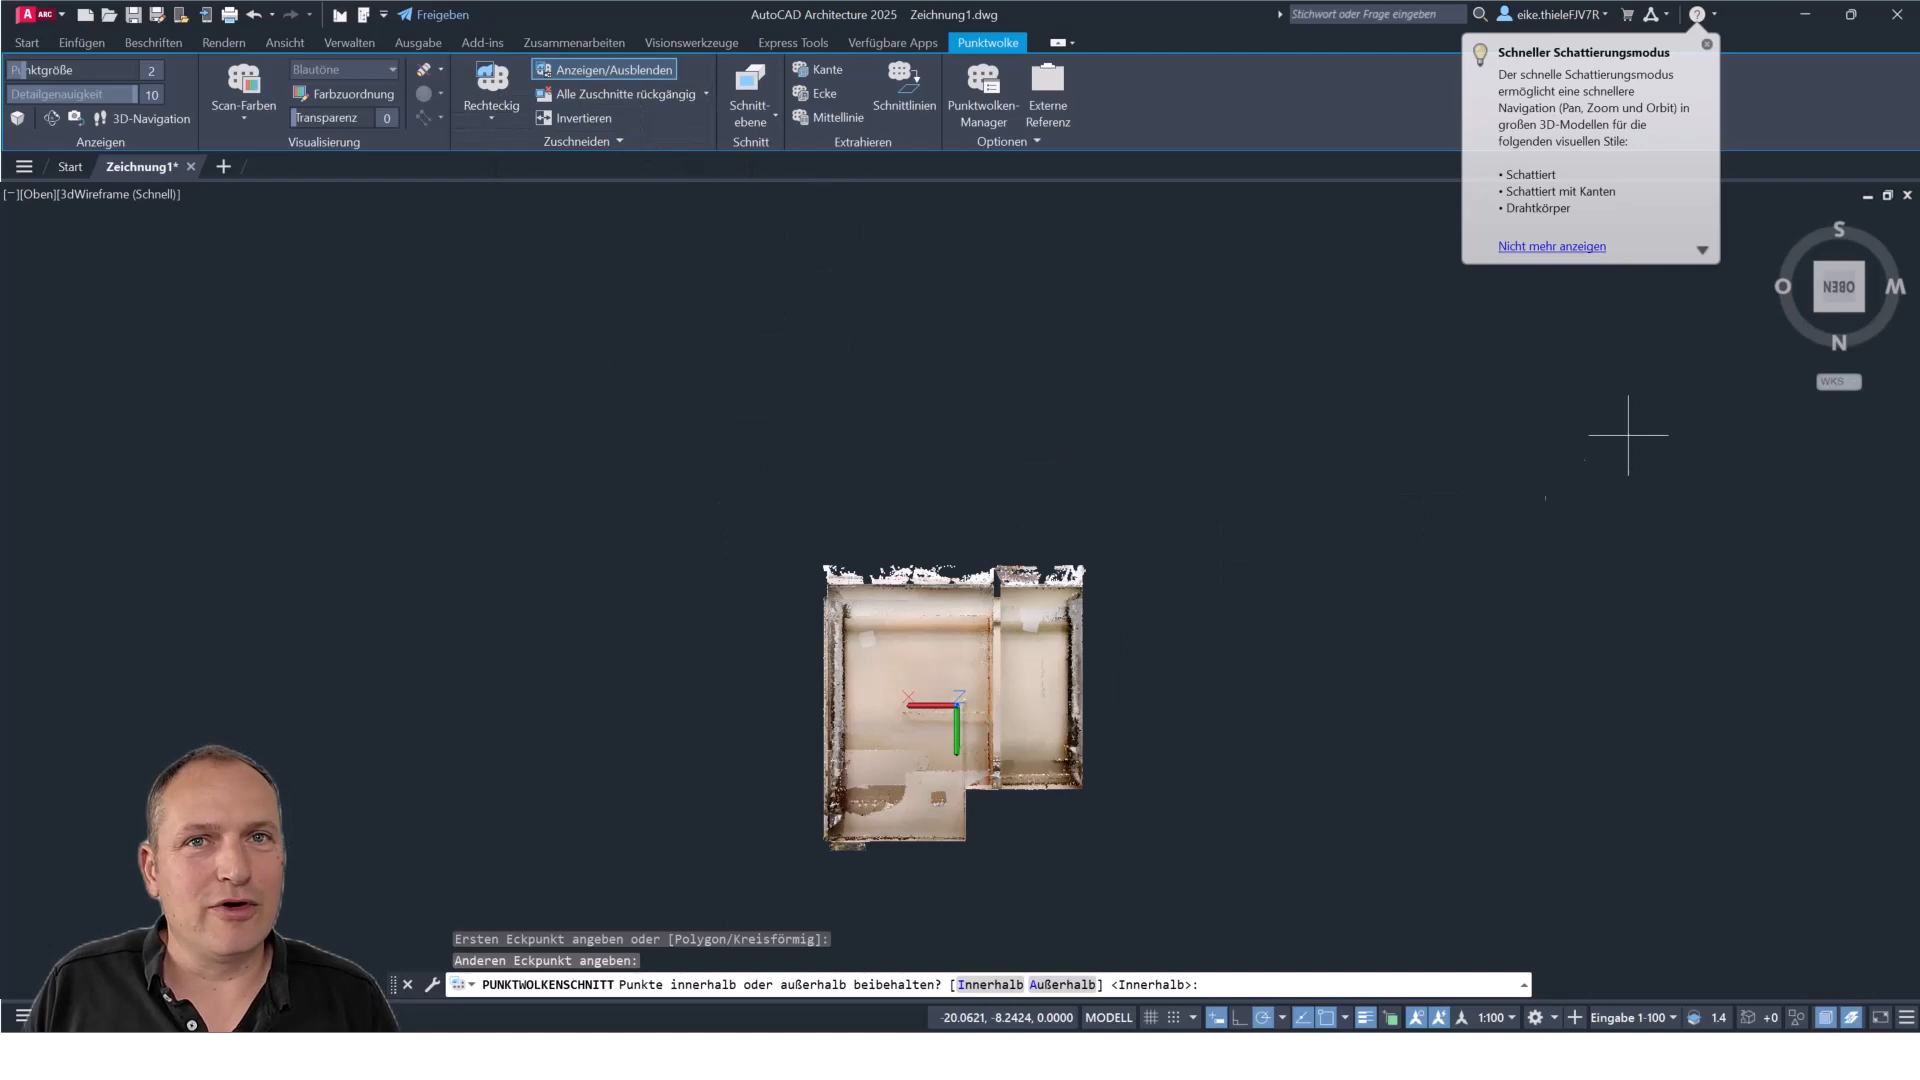 A ARC Freigeben AutoCAD Architecture 2025 Zeichnung1.dwg Stichwort oder Frage eingeben eike.thieleFJV7R
Start Einfügen Beschriften Rendern Ansicht Verwalten Ausgabe Add-ins Zusammenarbeiten Visionswerkzeuge Express Tools Verfügbare Apps Punktwolke
Punktgröße 2
Detailgenauigkeit 10
3D-Navigation
Anzeigen
Scan-Farben
Blautöne
Farbzuordnung
Transparenz 0
Visualisierung
Rechteckig
Anzeigen/Ausblenden
Alle Zuschnitte rückgängig
Invertieren
Zuschneiden
Schnitt-
ebene
Schnitt
Kante
Ecke
Mittellinie
Schnittlinien
Extrahieren
Punktwolken-
Manager
Externe
Referenz
Optionen
Schneller Schattierungsmodus
Der schnelle Schattierungsmodus
ermöglicht eine schnellere
Navigation (Pan, Zoom und Orbit) in
großen 3D-Modellen für die
folgenden visuellen Stile:
• Schattiert
• Schattiert mit Kanten
• Drahtkörper
Nicht mehr anzeigen
Start Zeichnung1*
[−][Oben][3dWireframe (Schnell)]
S
O OBEN W
N
WKS
X Z
Ersten Eckpunkt angeben oder [Polygon/Kreisförmig]:
Anderen Eckpunkt angeben:
PUNKTWOLKENSCHNITT Punkte innerhalb oder außerhalb beibehalten? [Innerhalb Außerhalb] <Innerhalb>:
-20.0621, -8.2424, 0.0000 MODELL 1:100 Eingabe 1-100 1.4 +0